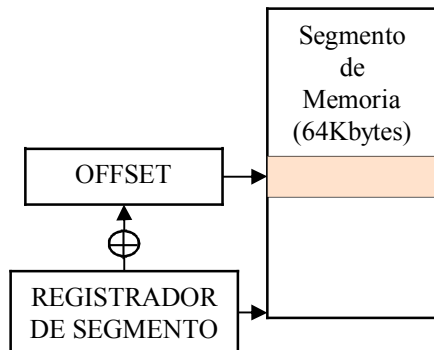 Segmento
de
Memoria
(64Kbytes)
OFFSET
REGISTRADOR
DE SEGMENTO